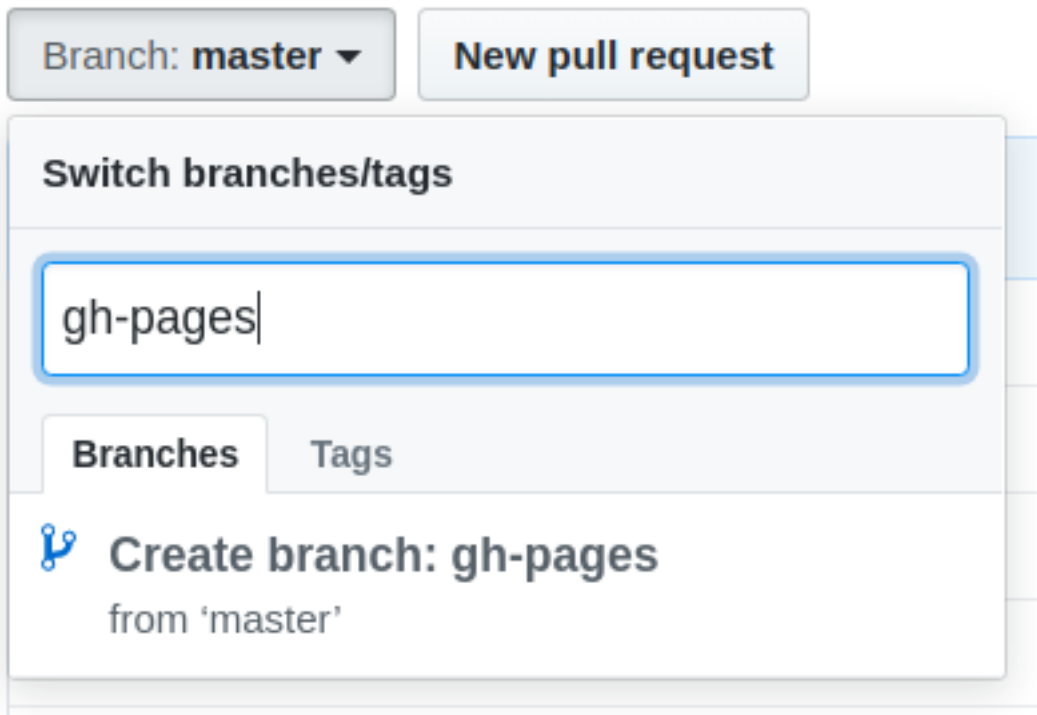 Branch: master New pull request
Switch branches/tags
gh-pages
Branches Tags
Create branch: gh-pages
from ‘master’